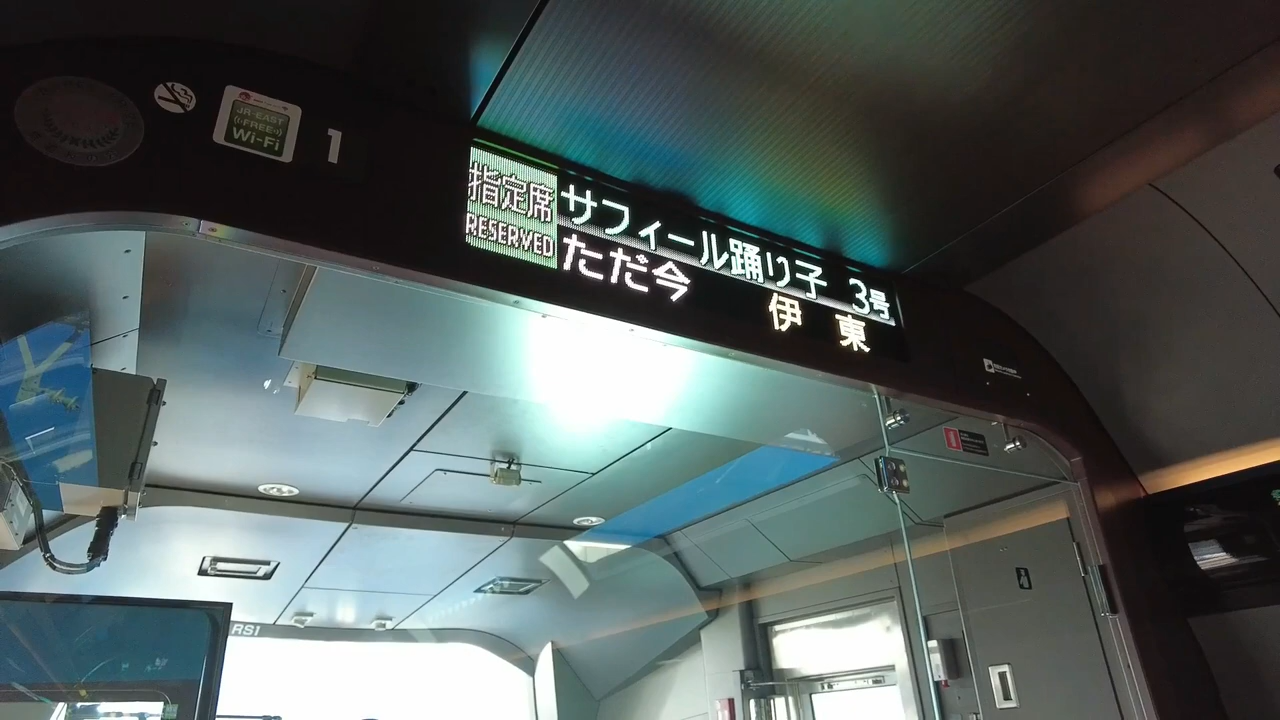 JR-EAST
FREE
Wi-Fi
1
指定席
RESERVED
サフィール踊り子 3号
ただ今 伊東
RS1